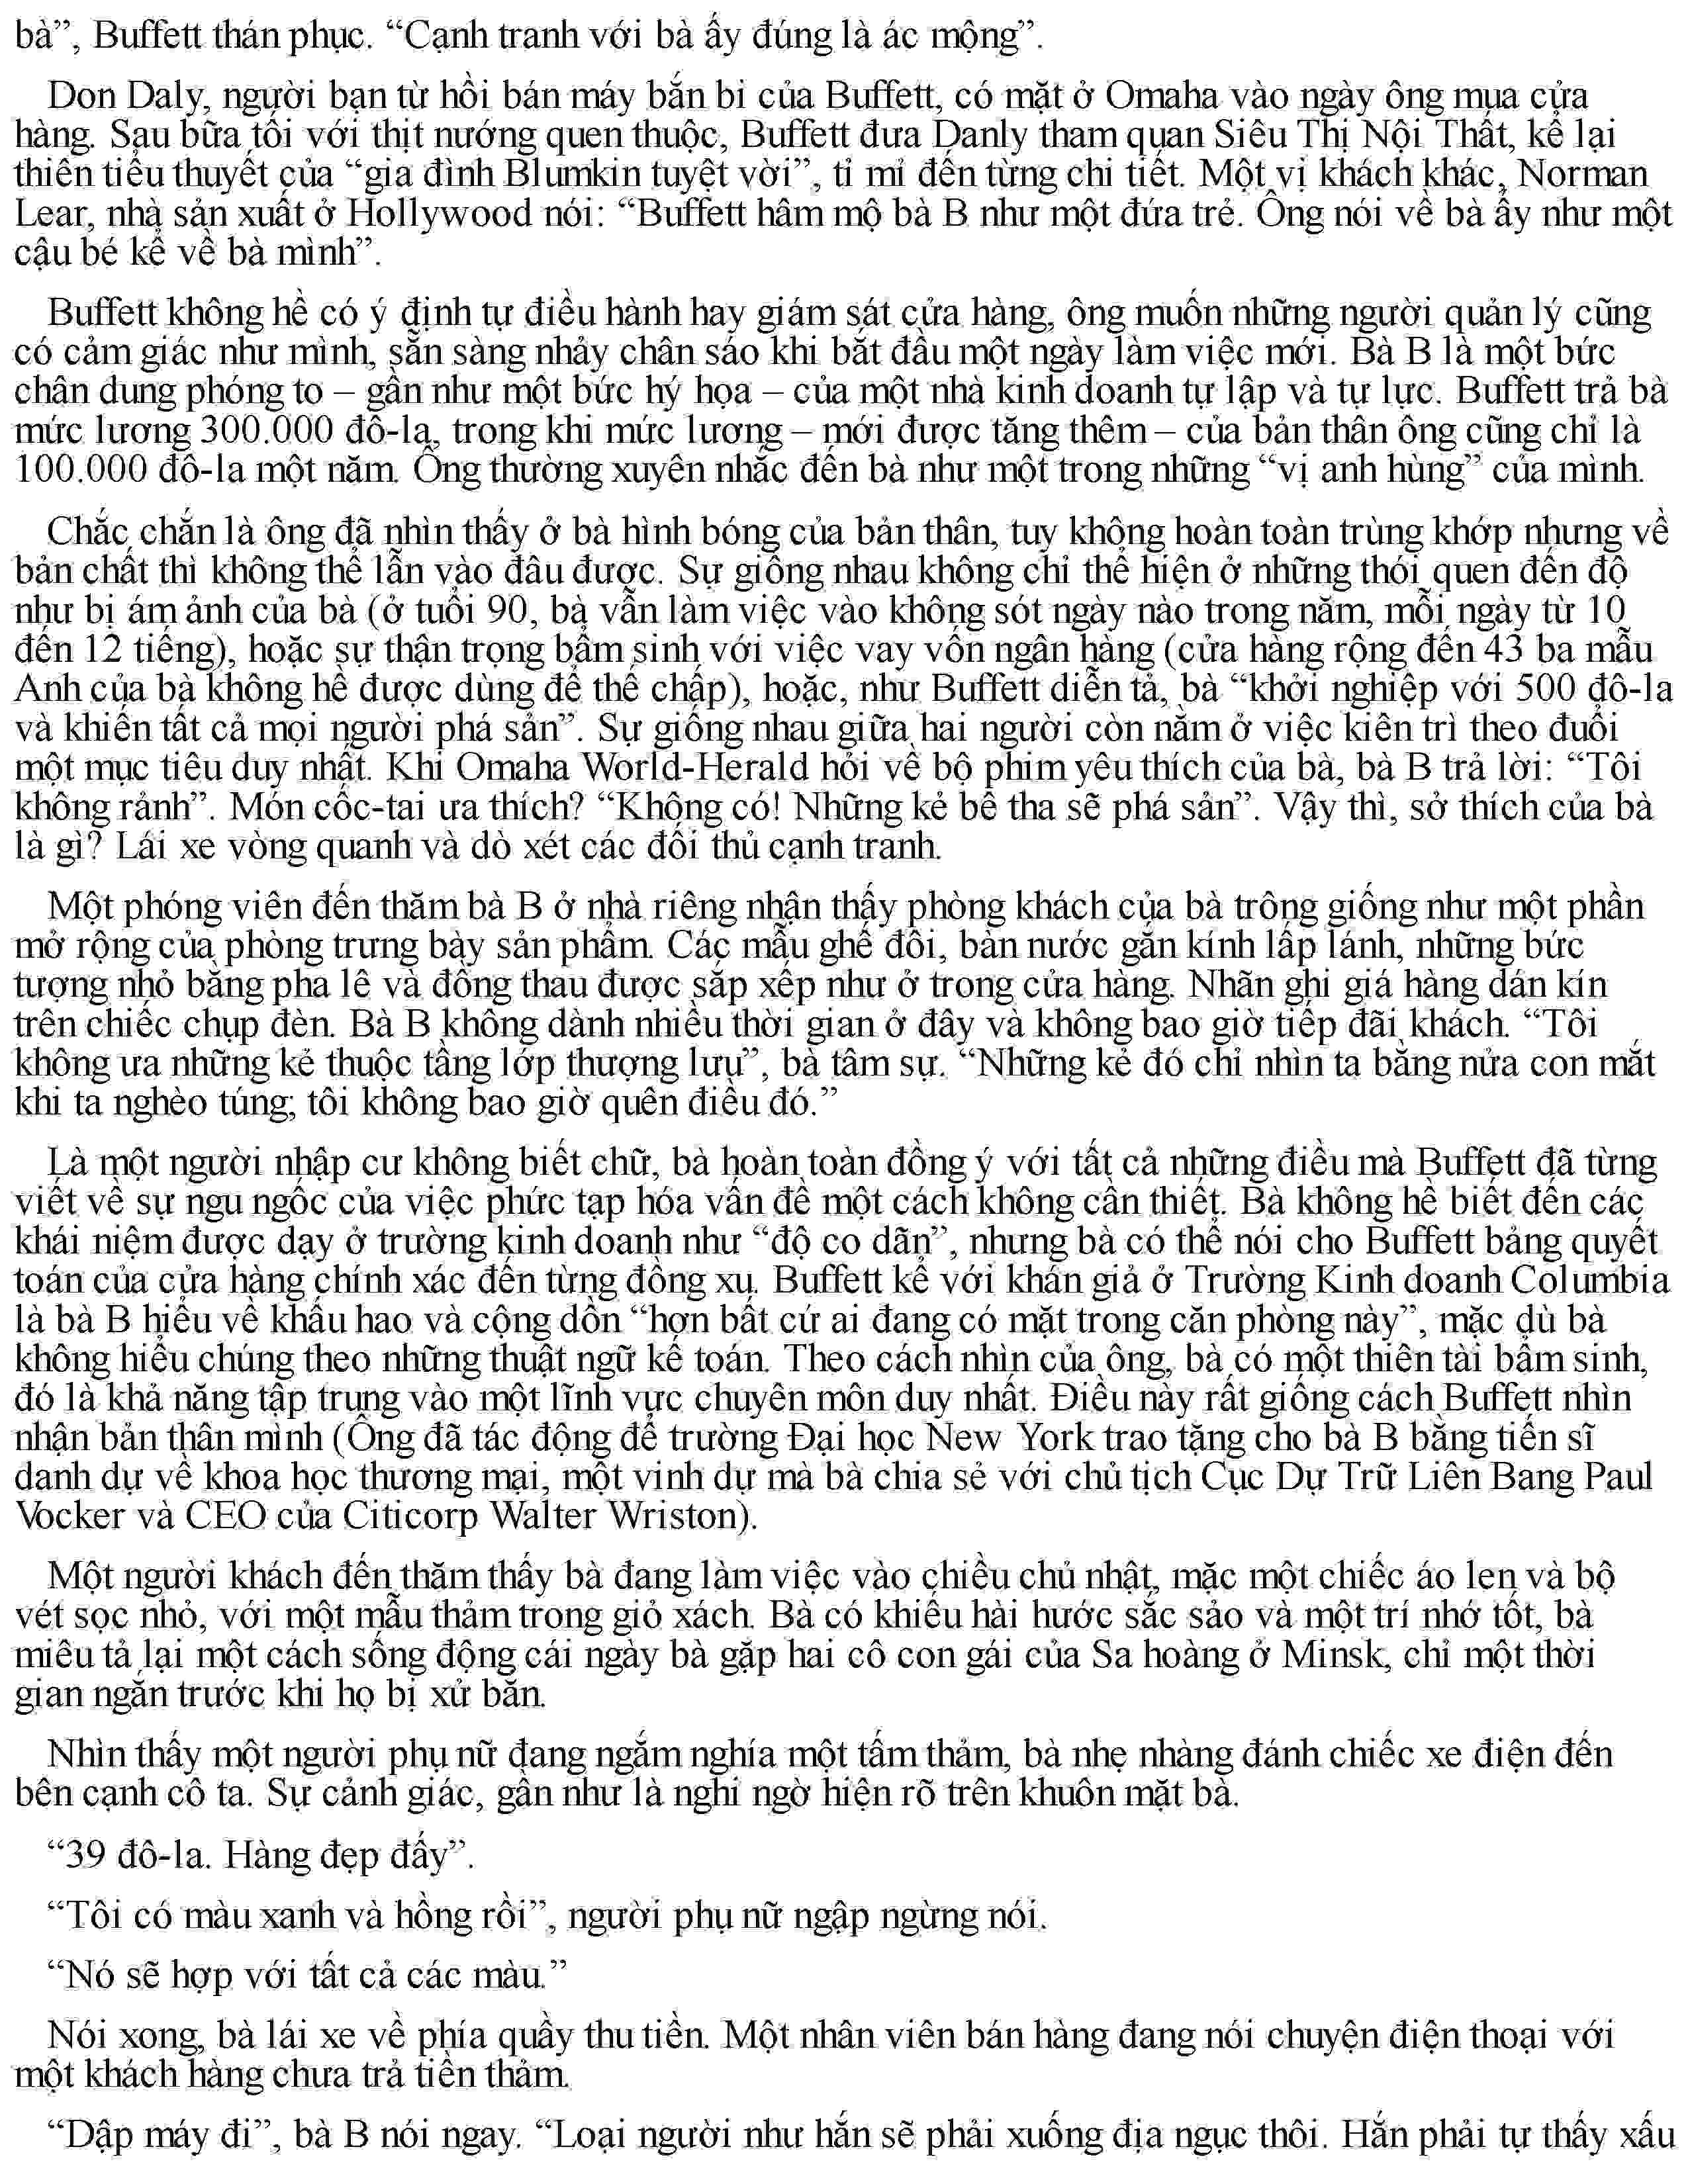 bà”, Buffett thán phục. “Cạnh tranh với bà ấy đúng là ác mộng”.
Don Daly, người bạn từ hồi bán máy bắn bi của Buffett, có mặt ở Omaha vào ngày ông mua cửa
hàng. Sau bữa tối với thịt nướng quen thuộc, Buffett đưa Danly tham quan Siêu Thị Nội Thất, kể lại
thiên tiểu thuyết của “gia đình Blumkin tuyệt vời”, tỉ mỉ đến từng chi tiết. Một vị khách khác, Norman
Lear, nhà sản xuất ở Hollywood nói: “Buffett hâm mộ bà B như một đứa trẻ. Ông nói về bà ấy như một
cậu bé kể về bà mình”.
Buffett không hề có ý định tự điều hành hay giám sát cửa hàng, ông muốn những người quản lý cũng
có cảm giác như mình, sẵn sàng nhảy chân sáo khi bắt đầu một ngày làm việc mới. Bà B là một bức
chân dung phóng to – gần như một bức hý họa – của một nhà kinh doanh tự lập và tự lực. Buffett trả bà
mức lương 300.000 đô-la, trong khi mức lương – mới được tăng thêm – của bản thân ông cũng chỉ là
100.000 đô-la một năm. Ông thường xuyên nhắc đến bà như một trong những “vị anh hùng” của mình.
Chắc chắn là ông đã nhìn thấy ở bà hình bóng của bản thân, tuy không hoàn toàn trùng khớp nhưng về
bản chất thì không thể lẫn vào đâu được. Sự giống nhau không chỉ thể hiện ở những thói quen đến độ
như bị ám ảnh của bà (ở tuổi 90, bà vẫn làm việc vào không sót ngày nào trong năm, mỗi ngày từ 10
đến 12 tiếng), hoặc sự thận trọng bẩm sinh với việc vay vốn ngân hàng (cửa hàng rộng đến 43 ba mẫu
Anh của bà không hề được dùng để thế chấp), hoặc, như Buffett diễn tả, bà “khởi nghiệp với 500 đô-la
và khiến tất cả mọi người phá sản”. Sự giống nhau giữa hai người còn nằm ở việc kiên trì theo đuổi
một mục tiêu duy nhất. Khi Omaha World-Herald hỏi về bộ phim yêu thích của bà, bà B trả lời: “Tôi
không rảnh”. Món cốc-tai ưa thích? “Không có! Những kẻ bê tha sẽ phá sản”. Vậy thì, sở thích của bà
là gì? Lái xe vòng quanh và dò xét các đối thủ cạnh tranh.
Một phóng viên đến thăm bà B ở nhà riêng nhận thấy phòng khách của bà trông giống như một phần
mở rộng của phòng trưng bày sản phẩm. Các mẫu ghế đôi, bàn nước gắn kính lấp lánh, những bức
tượng nhỏ bằng pha lê và đồng thau được sắp xếp như ở trong cửa hàng. Nhãn ghi giá hàng dán kín
trên chiếc chụp đèn. Bà B không dành nhiều thời gian ở đây và không bao giờ tiếp đãi khách. “Tôi
không ưa những kẻ thuộc tầng lớp thượng lưu”, bà tâm sự. “Những kẻ đó chỉ nhìn ta bằng nửa con mắt
khi ta nghèo túng; tôi không bao giờ quên điều đó.”
Là một người nhập cư không biết chữ, bà hoàn toàn đồng ý với tất cả những điều mà Buffett đã từng
viết về sự ngu ngốc của việc phức tạp hóa vấn đề một cách không cần thiết. Bà không hề biết đến các
khái niệm được dạy ở trường kinh doanh như “độ co dãn”, nhưng bà có thể nói cho Buffett bảng quyết
toán của cửa hàng chính xác đến từng đồng xu. Buffett kể với khán giả ở Trường Kinh doanh Columbia
là bà B hiểu về khấu hao và cộng dồn “hơn bất cứ ai đang có mặt trong căn phòng này”, mặc dù bà
không hiểu chúng theo những thuật ngữ kế toán. Theo cách nhìn của ông, bà có một thiên tài bẩm sinh,
đó là khả năng tập trung vào một lĩnh vực chuyên môn duy nhất. Điều này rất giống cách Buffett nhìn
nhận bản thân mình (Ông đã tác động để trường Đại học New York trao tặng cho bà B bằng tiến sĩ
danh dự về khoa học thương mại, một vinh dự mà bà chia sẻ với chủ tịch Cục Dự Trữ Liên Bang Paul
Vocker và CEO của Citicorp Walter Wriston).
Một người khách đến thăm thấy bà đang làm việc vào chiều chủ nhật, mặc một chiếc áo len và bộ
vét sọc nhỏ, với một mẫu thảm trong giỏ xách. Bà có khiếu hài hước sắc sảo và một trí nhớ tốt, bà
miêu tả lại một cách sống động cái ngày bà gặp hai cô con gái của Sa hoàng ở Minsk, chỉ một thời
gian ngắn trước khi họ bị xử bắn.
Nhìn thấy một người phụ nữ đang ngắm nghía một tấm thảm, bà nhẹ nhàng đánh chiếc xe điện đến
bên cạnh cô ta. Sự cảnh giác, gần như là nghi ngờ hiện rõ trên khuôn mặt bà.
“39 đô-la. Hàng đẹp đấy”.
“Tôi có màu xanh và hồng rồi”, người phụ nữ ngập ngừng nói.
“Nó sẽ hợp với tất cả các màu.”
Nói xong, bà lái xe về phía quầy thu tiền. Một nhân viên bán hàng đang nói chuyện điện thoại với
một khách hàng chưa trả tiền thảm.
“Dập máy đi”, bà B nói ngay. “Loại người như hắn sẽ phải xuống địa ngục thôi. Hắn phải tự thấy xấu